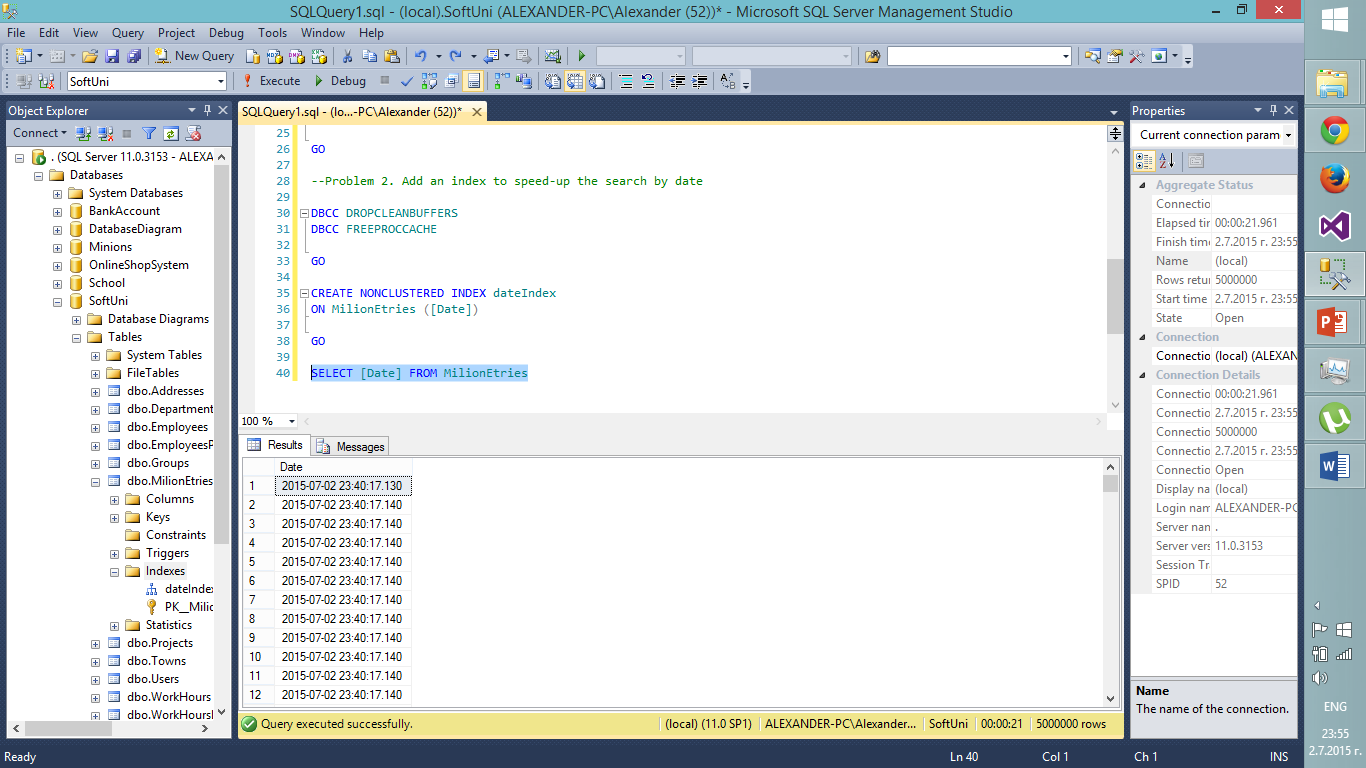 SQLQuery1.sql - (local).SoftUni (ALEXANDER-PC\Alexander (52))* - Microsoft SQL Server Management Studio
File Edit View Query Project Debug Tools Window Help
New Query
SoftUni Execute Debug
Object Explorer
Connect
. (SQL Server 11.0.3153 - ALEXA
Databases
System Databases
BankAccount
DatabaseDiagram
Minions
OnlineShopSystem
School
SoftUni
Database Diagrams
Tables
System Tables
FileTables
dbo.Addresses
dbo.Department
dbo.Employees
dbo.EmployeesP
dbo.Groups
dbo.MilionEtries
Columns
Keys
Constraints
Triggers
Indexes
dateIndex
PK__Milic
Statistics
dbo.Projects
dbo.Towns
dbo.Users
dbo.WorkHours
dbo.WorkHoursl
SQLQuery1.sql - (lo...-PC\Alexander (52))*
25
26 GO
27
28 --Problem 2. Add an index to speed-up the search by date
29
30 DBCC DROPCLEANBUFFERS
31 DBCC FREEPROCCACHE
32
33 GO
34
35 CREATE NONCLUSTERED INDEX dateIndex
36 ON MilionEtries ([Date])
37
38 GO
39
40 SELECT [Date] FROM MilionEtries
100 %
Results Messages
Date
1 2015-07-02 23:40:17.130
2 2015-07-02 23:40:17.140
3 2015-07-02 23:40:17.140
4 2015-07-02 23:40:17.140
5 2015-07-02 23:40:17.140
6 2015-07-02 23:40:17.140
7 2015-07-02 23:40:17.140
8 2015-07-02 23:40:17.140
9 2015-07-02 23:40:17.140
10 2015-07-02 23:40:17.140
11 2015-07-02 23:40:17.140
12 2015-07-02 23:40:17.140
Query executed successfully. (local) (11.0 SP1) ALEXANDER-PC\Alexander... SoftUni 00:00:21 5000000 rows
Properties
Current connection param
Aggregate Status
Connectio
Elapsed tir 00:00:21.961
Finish time 2.7.2015 г. 23:55
Name (local)
Rows retur 5000000
Start time 2.7.2015 г. 23:55
State Open
Connection
Connectio (local) (ALEXAN
Connection Details
Connectio 00:00:21.961
Connectio 2.7.2015 г. 23:55
Connectio 5000000
Connectio 2.7.2015 г. 23:55
Connectio Open
Display na (local)
Login nam ALEXANDER-PC
Server nan .
Server vers 11.0.3153
Session Tr
SPID 52
Name
The name of the connection.
Ready Ln 40 Col 1 Ch 1 INS
ENG
23:55
2.7.2015 г.